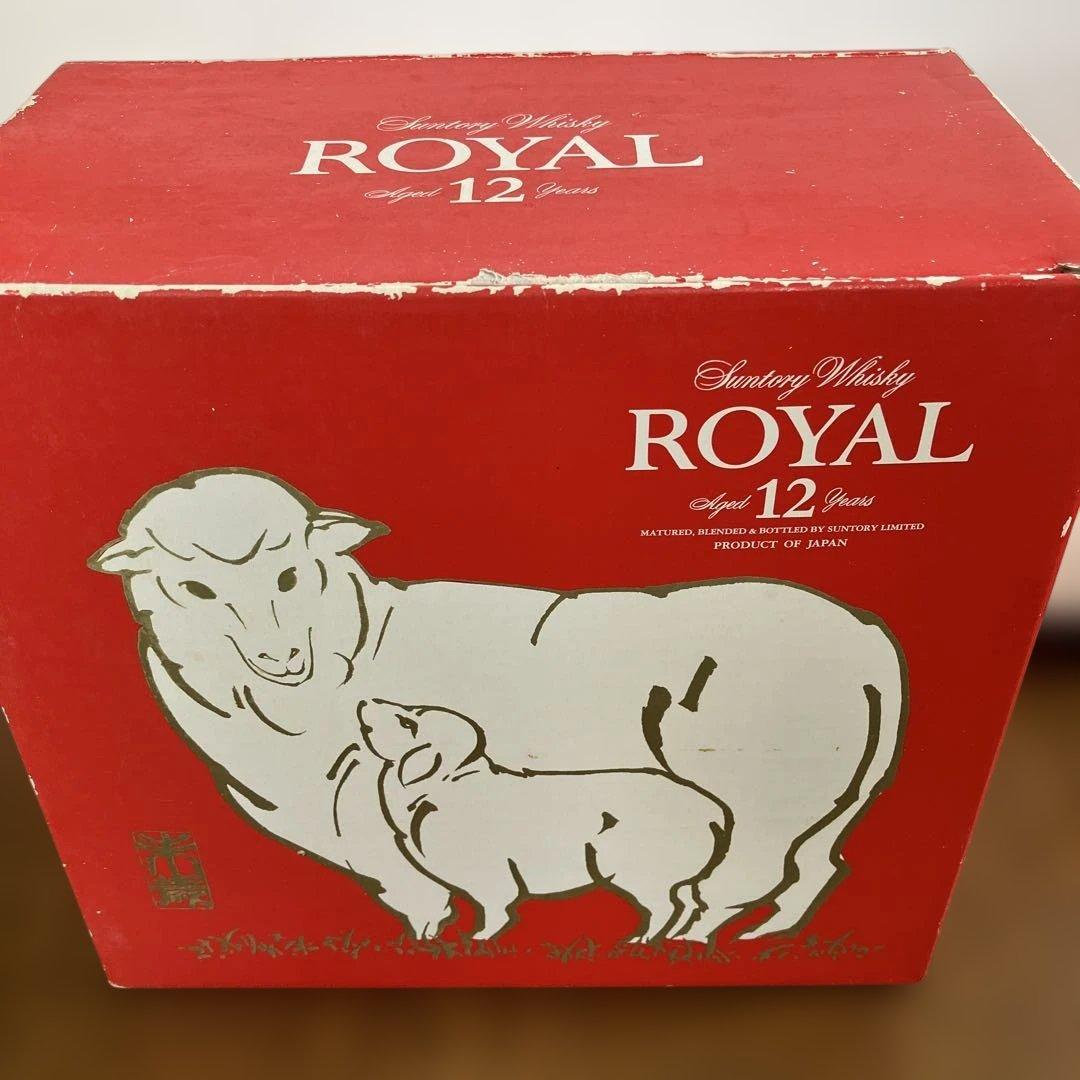 Suntory Whisky
ROYAL
Aged 12 Years
Suntory Whisky
ROYAL
Aged 12 Years
MATURED, BLENDED & BOTTLED BY SUNTORY LIMITED
PRODUCT OF JAPAN